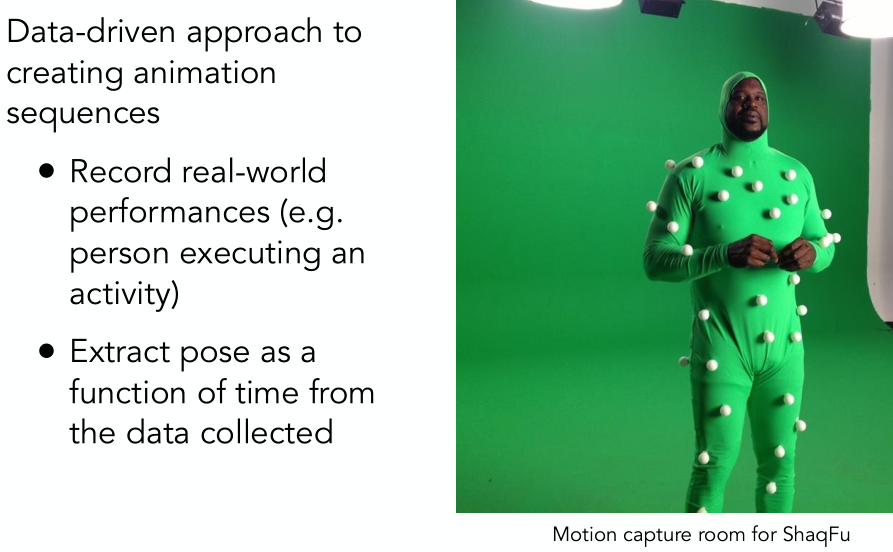 Data-driven approach to
creating animation
sequences
● Record real-world
performances (e.g.
person executing an
activity)
● Extract pose as a
function of time from
the data collected
Motion capture room for ShaqFu